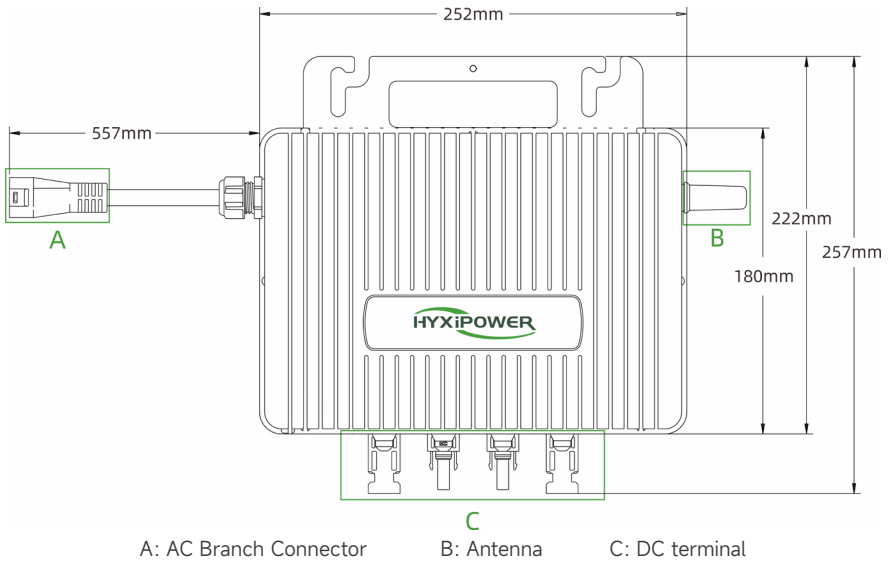 252mm
557mm
A
B
222mm
257mm
180mm
HYXiPOWER
C
A: AC Branch Connector B: Antenna C: DC terminal